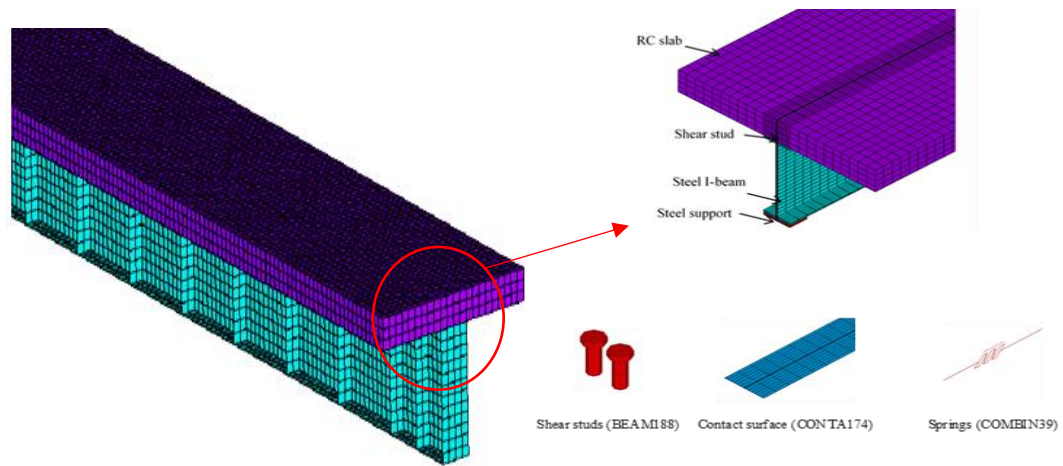 RC slab
Shear stud
Steel I-beam
Steel support
Shear studs (BEAM188)
Contact surface (CONTA174)
Springs (COMBIN39)